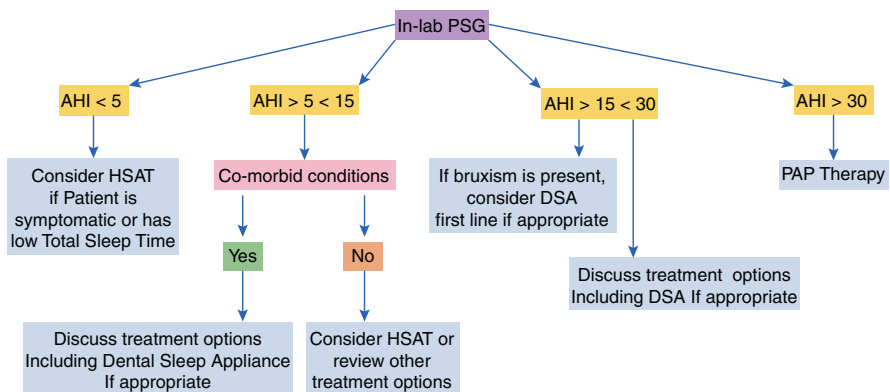 In-lab PSG
AHI < 5
AHI > 5 < 15
AHI > 15 < 30
AHI > 30
Consider HSAT
if Patient is
symptomatic or has
low Total Sleep Time
Co-morbid conditions
If bruxism is present,
consider DSA
first line if appropriate
PAP Therapy
Yes
No
Discuss treatment options
Including DSA If appropriate
Discuss treatment options
Including Dental Sleep Appliance
If appropriate
Consider HSAT or
review other
treatment options